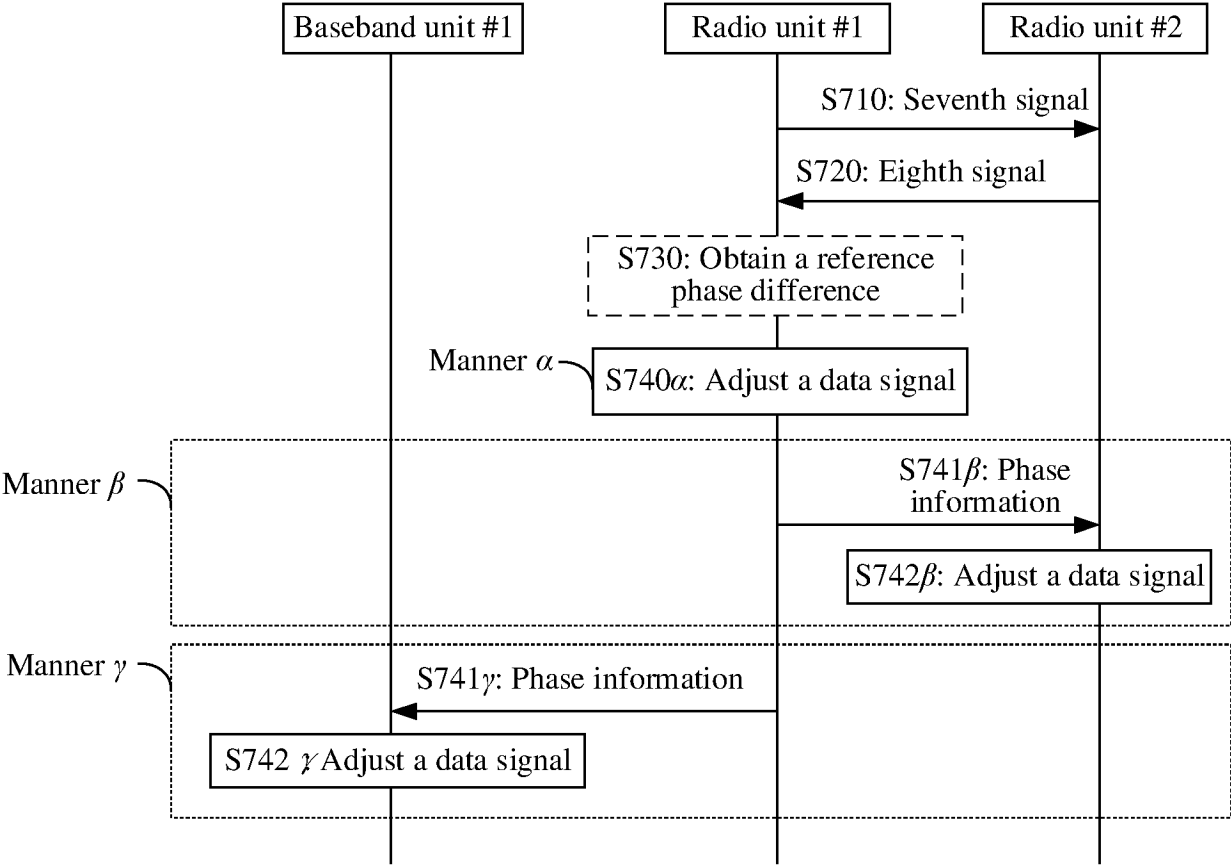 Baseband unit #1
Radio unit #1
Radio unit #2
S710: Seventh signal
S720: Eighth signal
S730: Obtain a reference
phase difference
Manner α
S740α: Adjust a data signal
Manner β
S741β: Phase
information
S742β: Adjust a data signal
Manner γ
S741γ: Phase information
S742 γ: Adjust a data signal